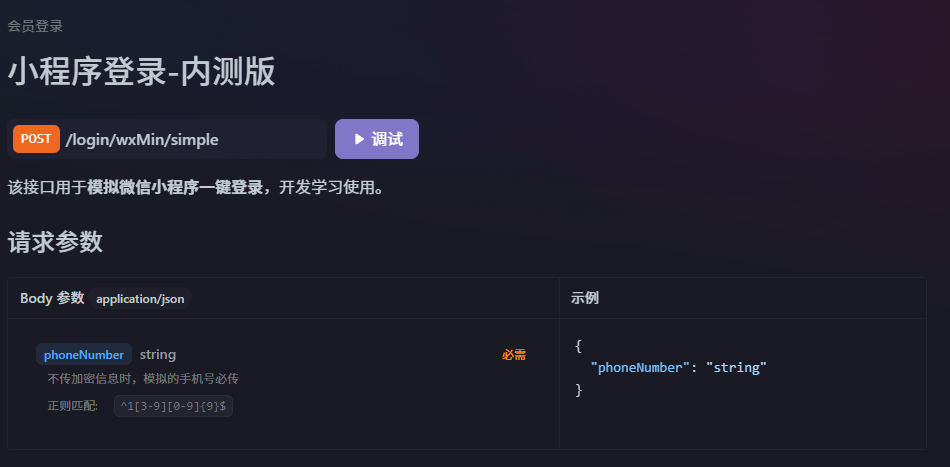 会员登录
小程序登录-内测版
POST /login/wxMin/simple 调试
该接口用于模拟微信小程序一键登录，开发学习使用。
请求参数
Body 参数 application/json 示例
phoneNumber string 必需
不传加密信息时，模拟的手机号必传
正则匹配: ^1[3-9][0-9]{9}$
{
"phoneNumber": "string"
}